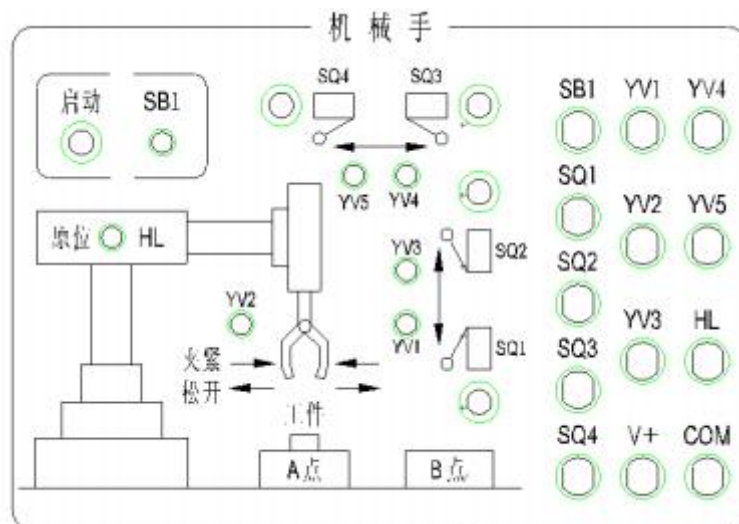 机械手
启动 SB1
SQ4 SQ3
YV5 YV4
原位 HL
YV3
SQ2
YV2
YV1
SQ1
火紧
松开
工件
A点 B点
SB1 YV1 YV4
SQ1
YV2 YV5
SQ2
YV3 HL
SQ3
SQ4 V+ COM